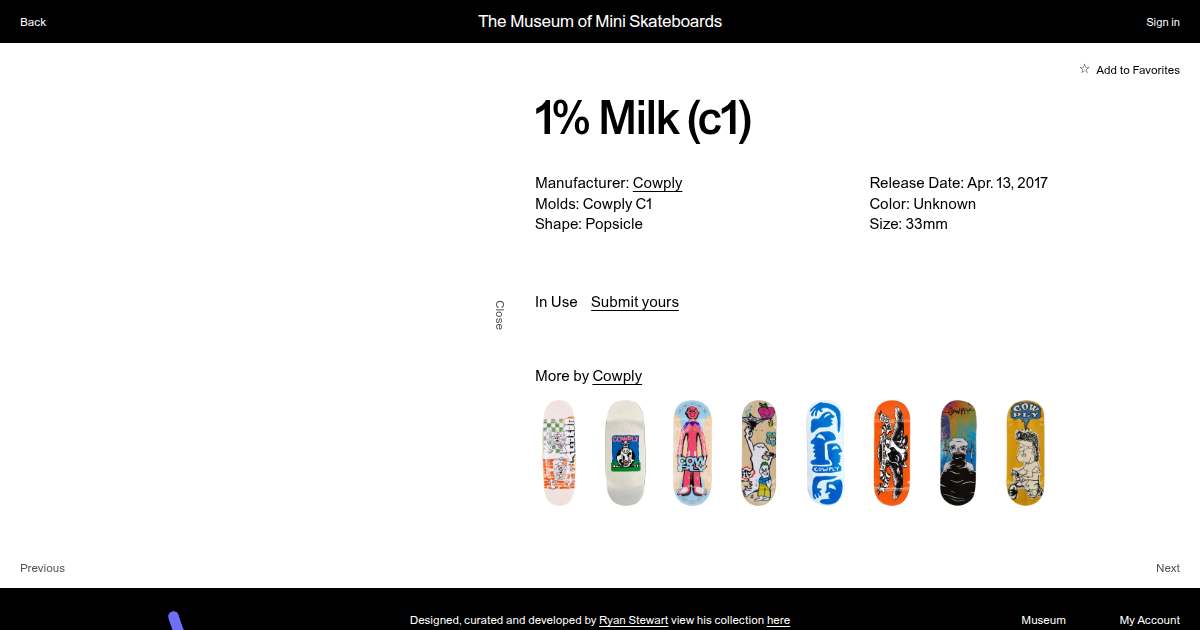 Back
The Museum of Mini Skateboards
Sign in
☆ Add to Favorites
1% Milk (c1)
Manufacturer: Cowply
Molds: Cowply C1
Shape: Popsicle
Release Date: Apr. 13, 2017
Color: Unknown
Size: 33mm
Close
In Use Submit yours
More by Cowply
COWPLY
COW
PLY
COWPLY
COW
PLY
Previous
Next
Designed, curated and developed by Ryan Stewart view his collection here
Museum
My Account